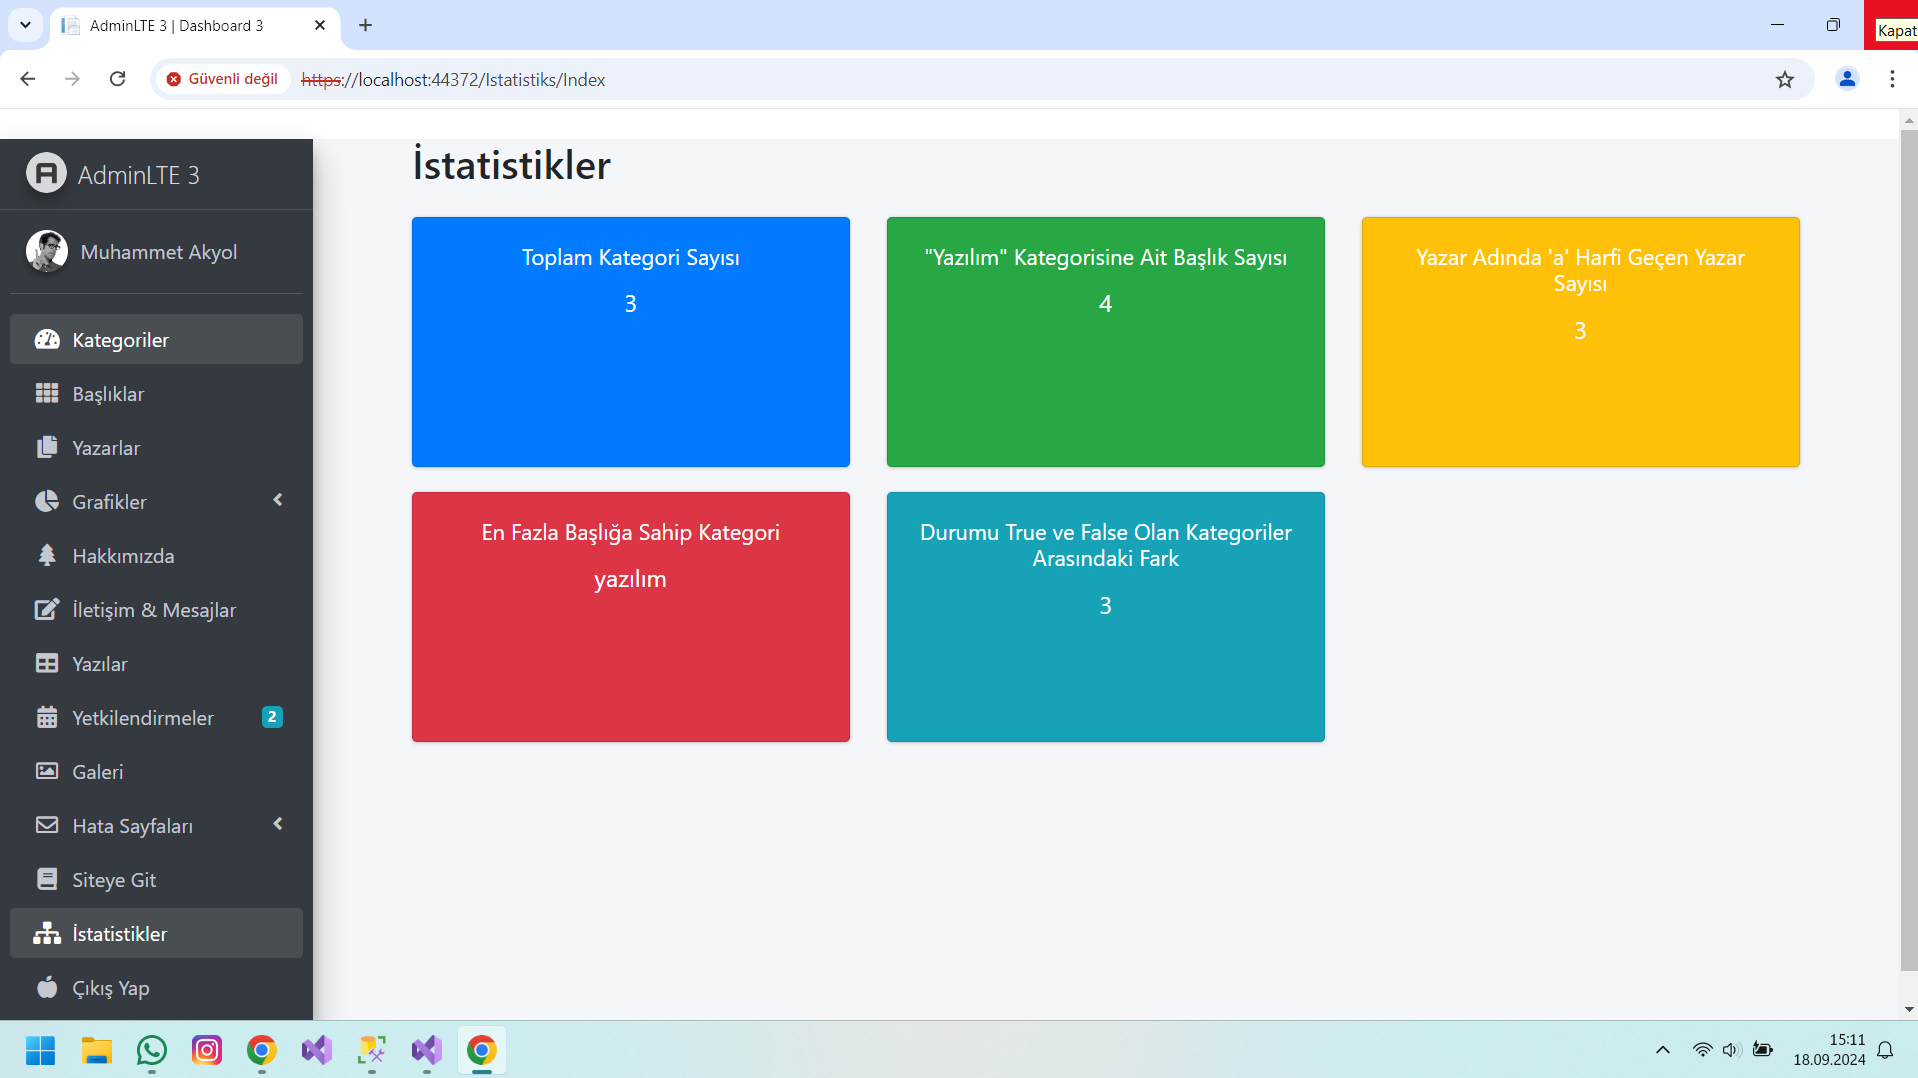 AdminLTE 3 | Dashboard 3
Kapat
Güvenli değil
https://localhost:44372/Istatistiks/Index
AdminLTE 3
Muhammet Akyol
Kategoriler
Başlıklar
Yazarlar
Grafikler
Hakkımızda
İletişim & Mesajlar
Yazılar
Yetkilendirmeler 2
Galeri
Hata Sayfaları
Siteye Git
İstatistikler
Çıkış Yap
İstatistikler
Toplam Kategori Sayısı
3
"Yazılım" Kategorisine Ait Başlık Sayısı
4
Yazar Adında 'a' Harfi Geçen Yazar
Sayısı
3
En Fazla Başlığa Sahip Kategori
yazılım
Durumu True ve False Olan Kategoriler
Arasındaki Fark
3
15:11
18.09.2024